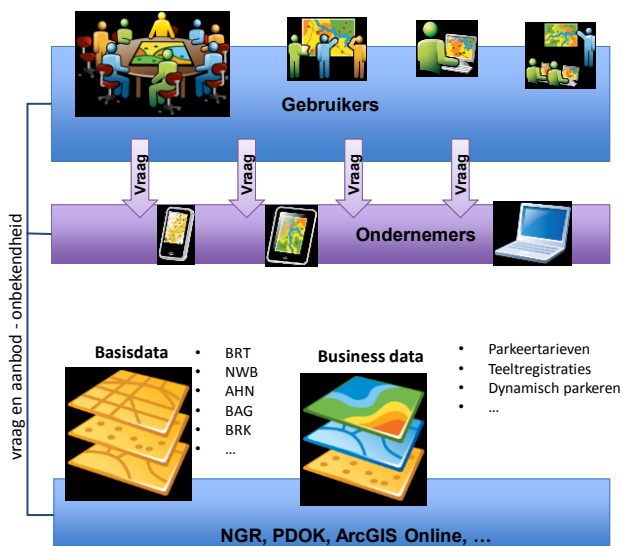 Gebruikers
Vraag
Vraag
Vraag
Vraag
Ondernemers
vraag en aanbod - onbekendheid
Basisdata
• BRT
• NWB
• AHN
• BAG
• BRK
• …
Business data
• Parkeertarieven
• Teeltregistraties
• Dynamisch parkeren
• …
NGR, PDOK, ArcGIS Online, …